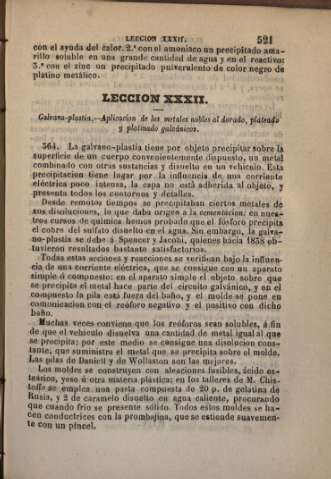 LECCION XXXII. 521
con el ayuda del calor. 2.º con el amoniaco un precipitado ama-
rillo soluble en una grande cantidad de agua y en el reactivo:
3.º con el zinc un precipitado pulverulento de color negro de
platino metálico.
LECCION XXXII.
Galvano-plastia.—Aplicacion de los metales nobles al dorado, plateado
y platinado galvánicos.
364. La galvano-plastia tiene por objeto precipitar sobre la
superficie de un cuerpo convenientemente dispuesto, un metal
combinado con otras sustancias y disuelto en un vehículo. Esta
precipitacion tiene lugar por la influencia de una corriente
eléctrica poco intensa, la capa no está adherida al objeto, y
presenta todos los contornos y detalles.
Desde remotos tiempos se precipitaban ciertos metales de
sus disoluciones, lo que daba origen á la cementacion: en nues-
tros cursos de química hemos probado que el fósforo precipita
el cobre del sulfato disuelto en el agua. Sin embargo, la galva-
no-plastia se debe á Spencer y Jacobi, quienes hácia 1838 ob-
tuvieron resultados bastante satisfactorios.
Todas estas acciones y reacciones se verifican bajo la influen-
cia de una corriente eléctrica, que se consigue con un aparato
simple ó compuesto: en el aparato simple el objeto sobre que
se precipita el metal hace parte del circuito galvánico, y en el
compuesto la pila está fuera del baño, y el molde se pone en
comunicacion con el reóforo negativo y el positivo con dicho
baño.
Muchas veces conviene que los reóforos sean solubles, á fin
de que el vehículo disuelva una cantidad de metal igual al que
se precipita; por este medio se consigue una disolucion cons-
tante, que suministre el metal que se precipita sobre el molde.
Las pilas de Daniell y de Wollaston son las mejores.
Los moldes se construyen con aleaciones fusibles, ácido es-
teárico, yeso ú otra materia plástica; en los talleres de M. Chis-
tofle se emplea una pasta compuesta de 20 p. de gelatina de
Rusia, y 2 de caramelo disuelto en agua caliente, procurando
que cuando frio se presente sólido. Todos estos moldes se ha-
cen conductrices con la plombagina, que se estiende suavemen-
te con un pincel.